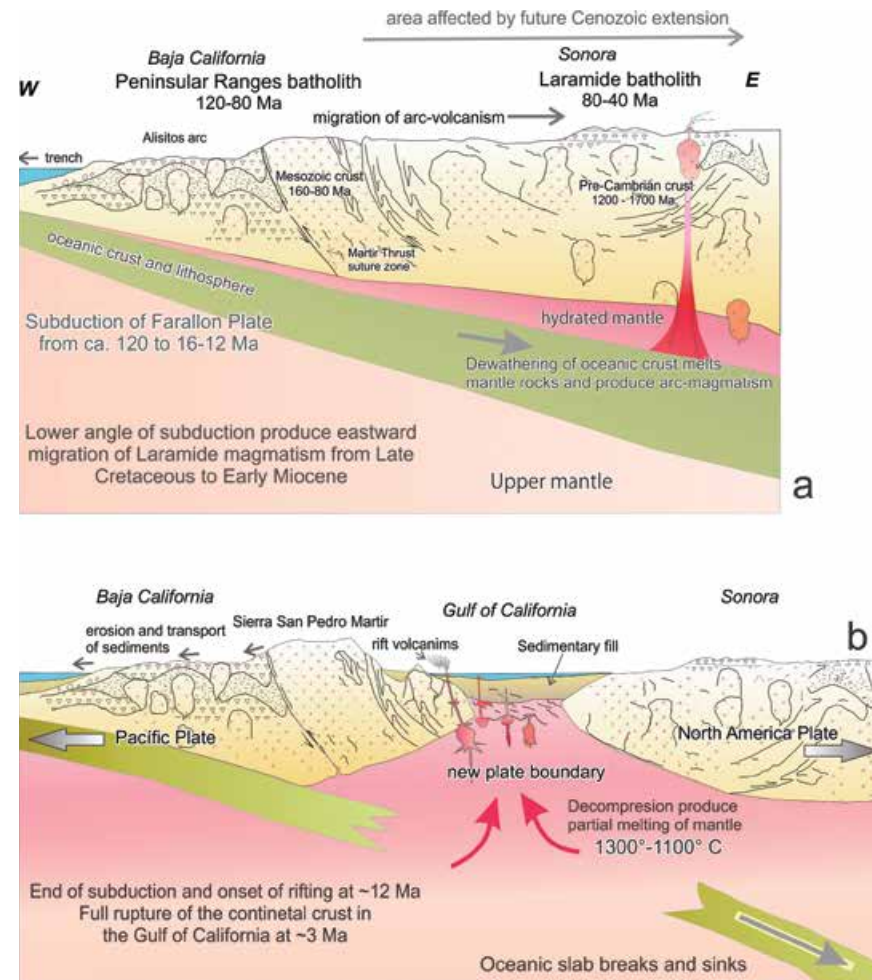 area affected by future Cenozoic extension
Baja California
Sonora
W
Peninsular Ranges batholith
Laramide batholith
E
120-80 Ma
80-40 Ma
migration of arc-volcanism
Alisitos arc
trench
Mesozoic crust
160-80 Ma
Pre-Cambrian crust
1200 - 1700 Ma
Martir Thrust
suture zone
oceanic crust and lithosphere
hydrated mantle
Subduction of Farallon Plate
from ca. 120 to 16-12 Ma
Dewathering of oceanic crust melts
mantle rocks and produce arc-magmatism
Lower angle of subduction produce eastward
migration of Laramide magmatism from Late
Cretaceous to Early Miocene
Upper mantle
a
Baja California
Gulf of California
Sonora
b
erosion and transport
of sediments
Sierra San Pedro Martir
rift volcanims
Sedimentary fill
Pacific Plate
North America Plate
new plate boundary
Decompresion produce
partial melting of mantle
1300°-1100° C
End of subduction and onset of rifting at ~12 Ma
Full rupture of the continetal crust in
the Gulf of California at ~3 Ma
Oceanic slab breaks and sinks